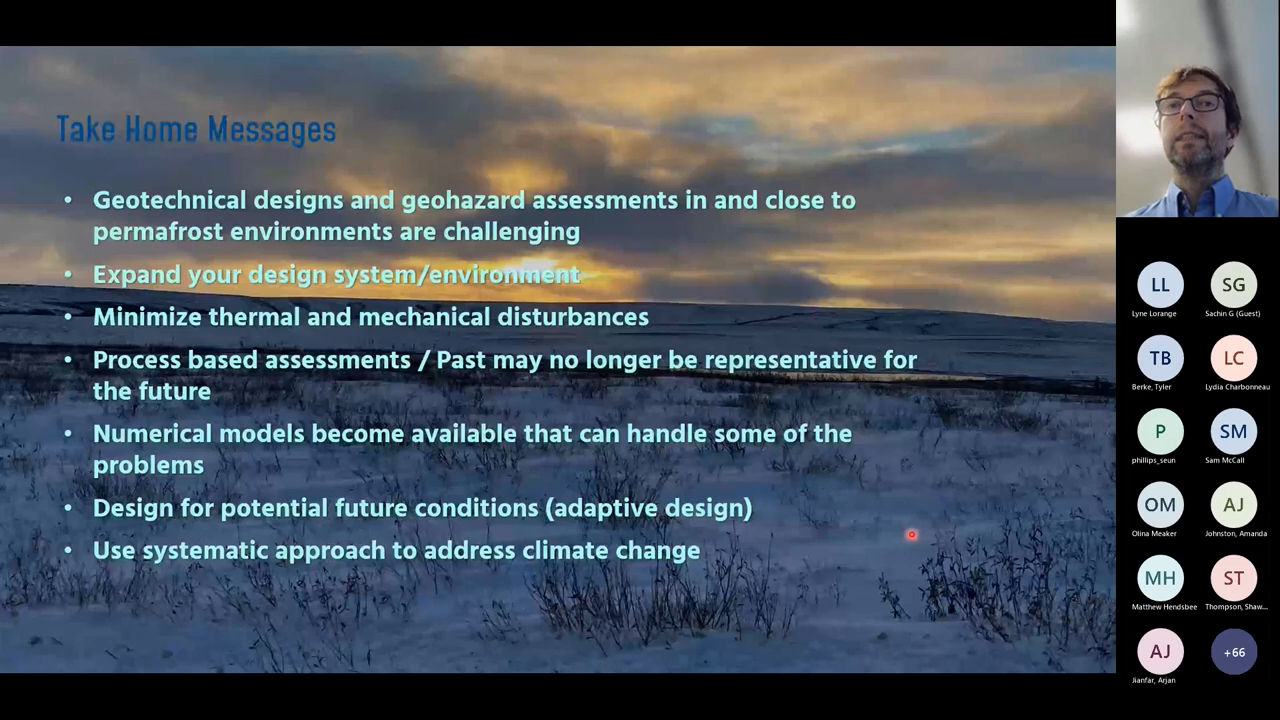 Take Home Messages
• Geotechnical designs and geohazard assessments in and close to
permafrost environments are challenging
• Expand your design system/environment
• Minimize thermal and mechanical disturbances
• Process based assessments / Past may no longer be representative for
the future
• Numerical models become available that can handle some of the
problems
• Design for potential future conditions (adaptive design)
• Use systematic approach to address climate change
LL
SG
Lyne Lorange
Sachin G (Guest)
TB
LC
Berke, Tyler
Lydia Charbonneau
P
SM
phillips_seun
Sam McCall
OM
AJ
Olina Meaker
Johnston, Amanda
MH
ST
Matthew Hendsbee
Thompson, Shaw...
AJ
+66
Jianfar, Arjan